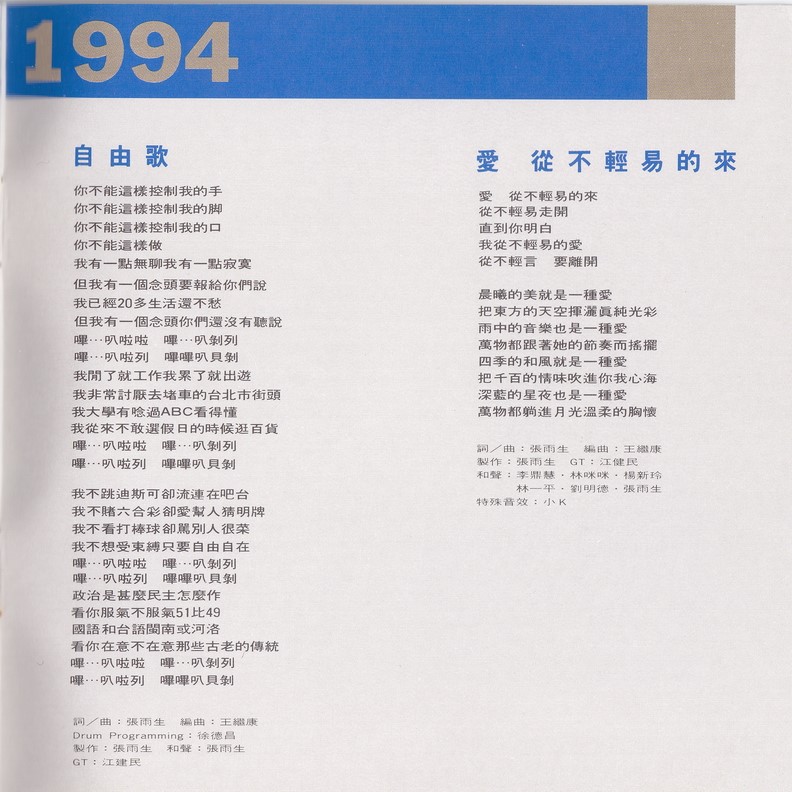 1994
自由歌
你不能這樣控制我的手
你不能這樣控制我的脚
你不能這樣控制我的口
你不能這樣做
我有一點無聊我有一點寂寞
但我有一個念頭要報給你們說
我已經20多生活還不愁
但我有一個念頭你們還沒有聽說
嗶…叭啦啦　嗶…叭剝列
嗶…叭啦列　嗶嗶叭貝剝
我閒了就工作我累了就出遊
我非常討厭去堵車的台北市街頭
我大學有唸過ABC看得懂
我從來不敢選假日的時候逛百貨
嗶…叭啦啦　嗶…叭剝列
嗶…叭啦列　嗶嗶叭貝剝
我不跳迪斯可卻流連在吧台
我不賭六合彩卻愛幫人猜明牌
我不看打棒球卻罵別人很菜
我不想受束縛只要自由自在
嗶…叭啦啦　嗶…叭剝列
嗶…叭啦列　嗶嗶叭貝剝
政治是甚麼民主怎麼作
看你服氣不服氣51比49
國語和台語閩南或河洛
看你在意不在意那些古老的傳統
嗶…叭啦啦　嗶…叭剝列
嗶…叭啦列　嗶嗶叭貝剝
詞／曲：張雨生　編曲：王繼康
Drum Programming：徐德昌
製作：張雨生　和聲：張雨生
GT：江建民
愛　從不輕易的來
愛　從不輕易的來
從不輕易走開
直到你明白
我從不輕易的愛
從不輕言　要離開
晨曦的美就是一種愛
把東方的天空揮灑眞純光彩
雨中的音樂也是一種愛
萬物都跟著她的節奏而搖擺
四季的和風就是一種愛
把千百的情味吹進你我心海
深藍的星夜也是一種愛
萬物都躺進月光溫柔的胸懷
詞／曲：張雨生　編曲：王繼康
製作：張雨生　GT：江健民
和聲：李鼎慧・林咪咪・楊新玲
林一平・劉明德・張雨生
特殊音效：小K